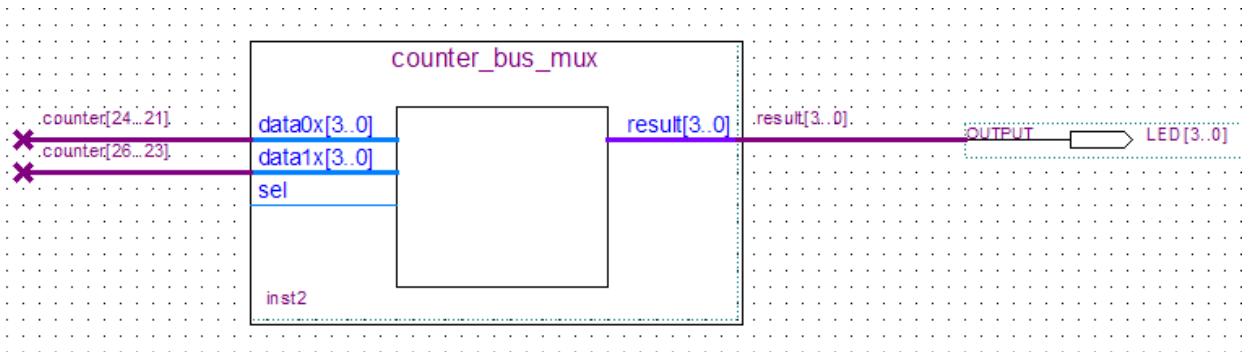 counter_bus_mux
counter[24...21]
data0x[3..0]
result[3..0]
result[3...0]
OUTPUT
LED[3..0]
counter[26...23]
data1x[3..0]
sel
inst2